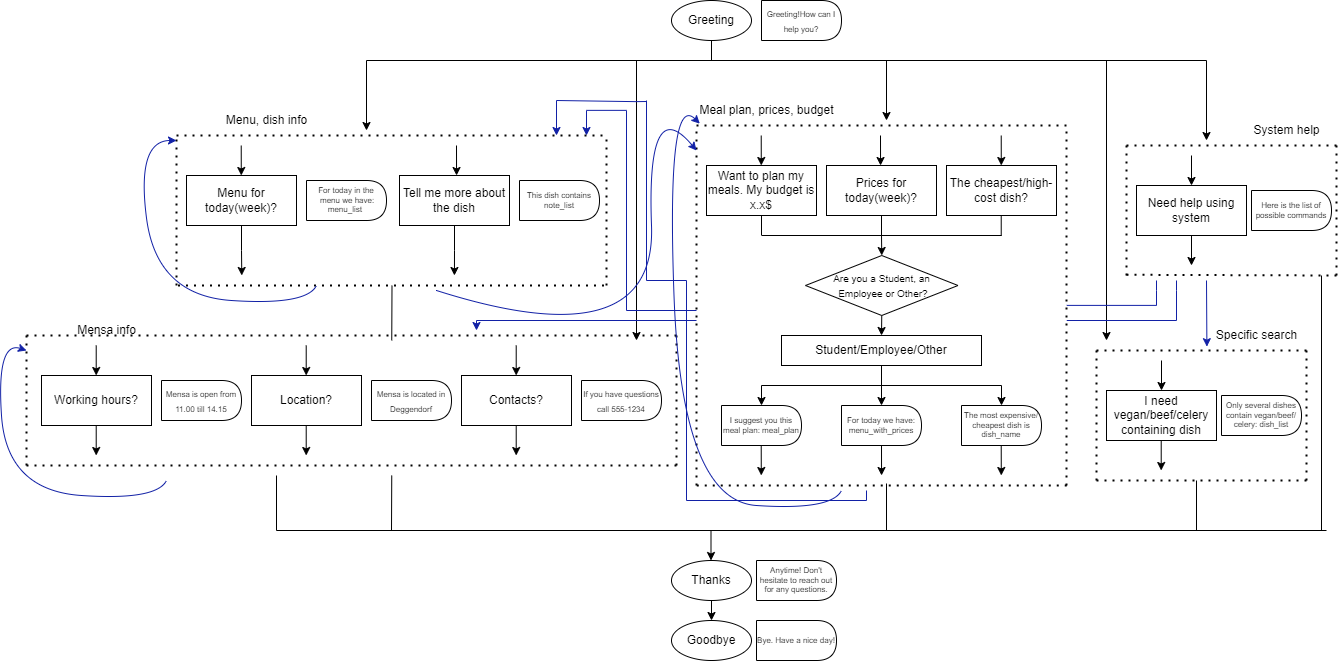 Greeting
Greeting!How can I
help you?
Menu, dish info
Menu for
today(week)?
For today in the
menu we have:
menu_list
Tell me more about
the dish
This dish contains
note_list
Meal plan, prices, budget
Want to plan my
meals. My budget is
x.x$
Prices for
today(week)?
The cheapest/high-
cost dish?
Are you a Student, an
Employee or Other?
Student/Employee/Other
I suggest you this
meal plan: meal_plan
For today we have:
menu_with_prices
The most expensive/
cheapest dish is
dish_name
System help
Need help using
system
Here is the list of
possible commands
Mensa info
Working hours?
Mensa is open from
11.00 till 14.15
Location?
Mensa is located in
Deggendorf
Contacts?
If you have questions
call 555-1234
Specific search
I need
vegan/beef/celery
containing dish
Only several dishes
contain vegan/beef/
celery: dish_list
Thanks
Anytime! Don't
hesitate to reach out
for any questions.
Goodbye
Bye. Have a nice day!